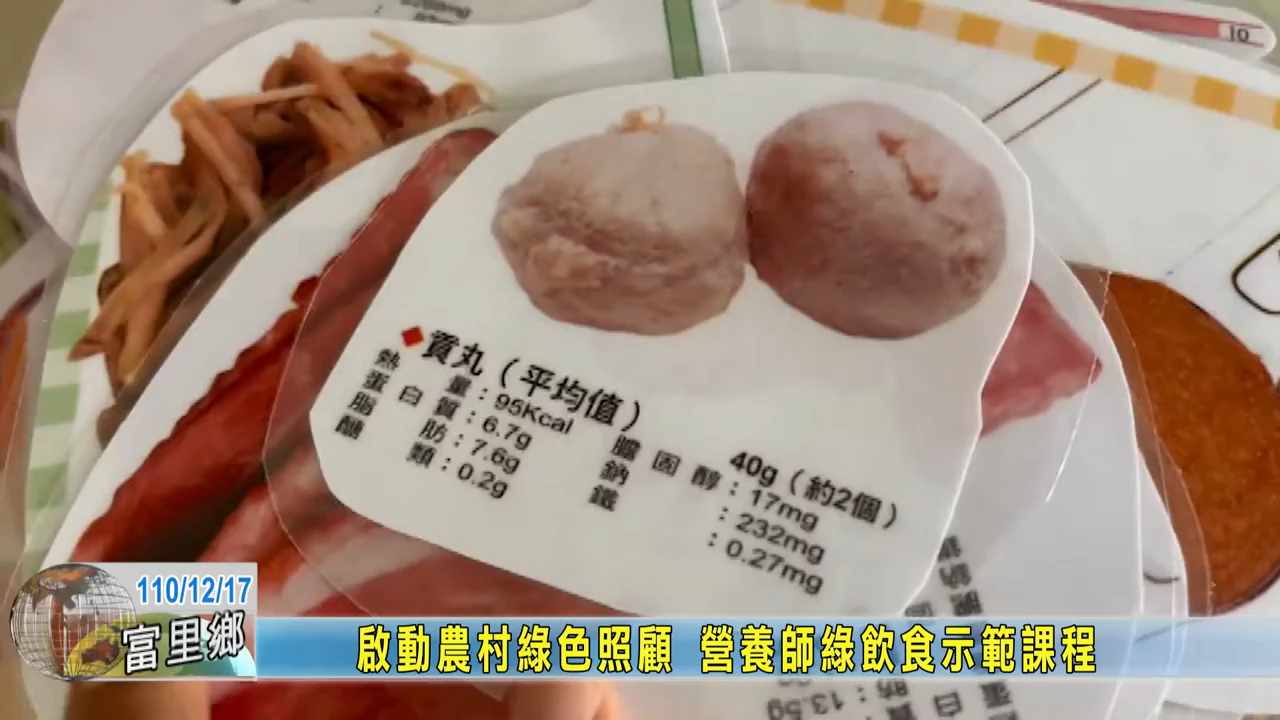 10
貢丸（平均值）
40g（約2個）
熱量：95Kcal
蛋白質：6.7g
脂肪：7.6g
醣類：0.2g
膽固醇：17mg
鈉：232mg
鐵：0.27mg
13.5g
110/12/17
富里鄉
啟動農村綠色照顧 營養師綠飲食示範課程